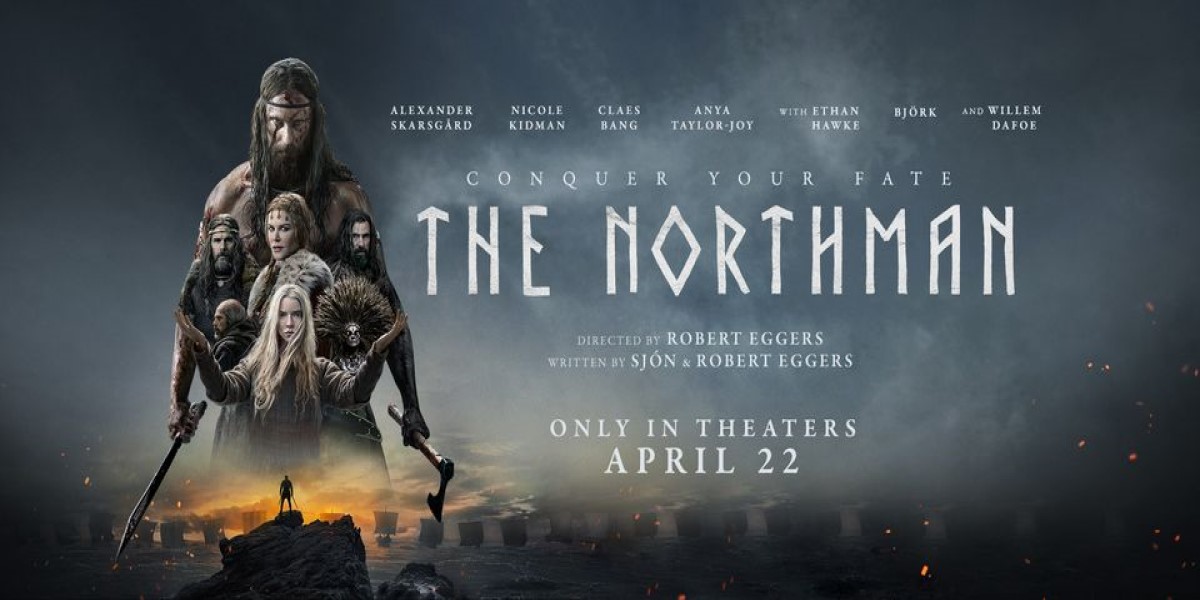 ALEXANDER NICOLE CLAES ANYA WITH ETHAN BJÖRK AND WILLEM
SKARSGÅRD KIDMAN BANG TAYLOR-JOY HAWKE DAFOE
CONQUER YOUR FATE
THE NORTHMAN
DIRECTED BY ROBERT EGGERS
WRITTEN BY SJÓN & ROBERT EGGERS
ONLY IN THEATERS
APRIL 22